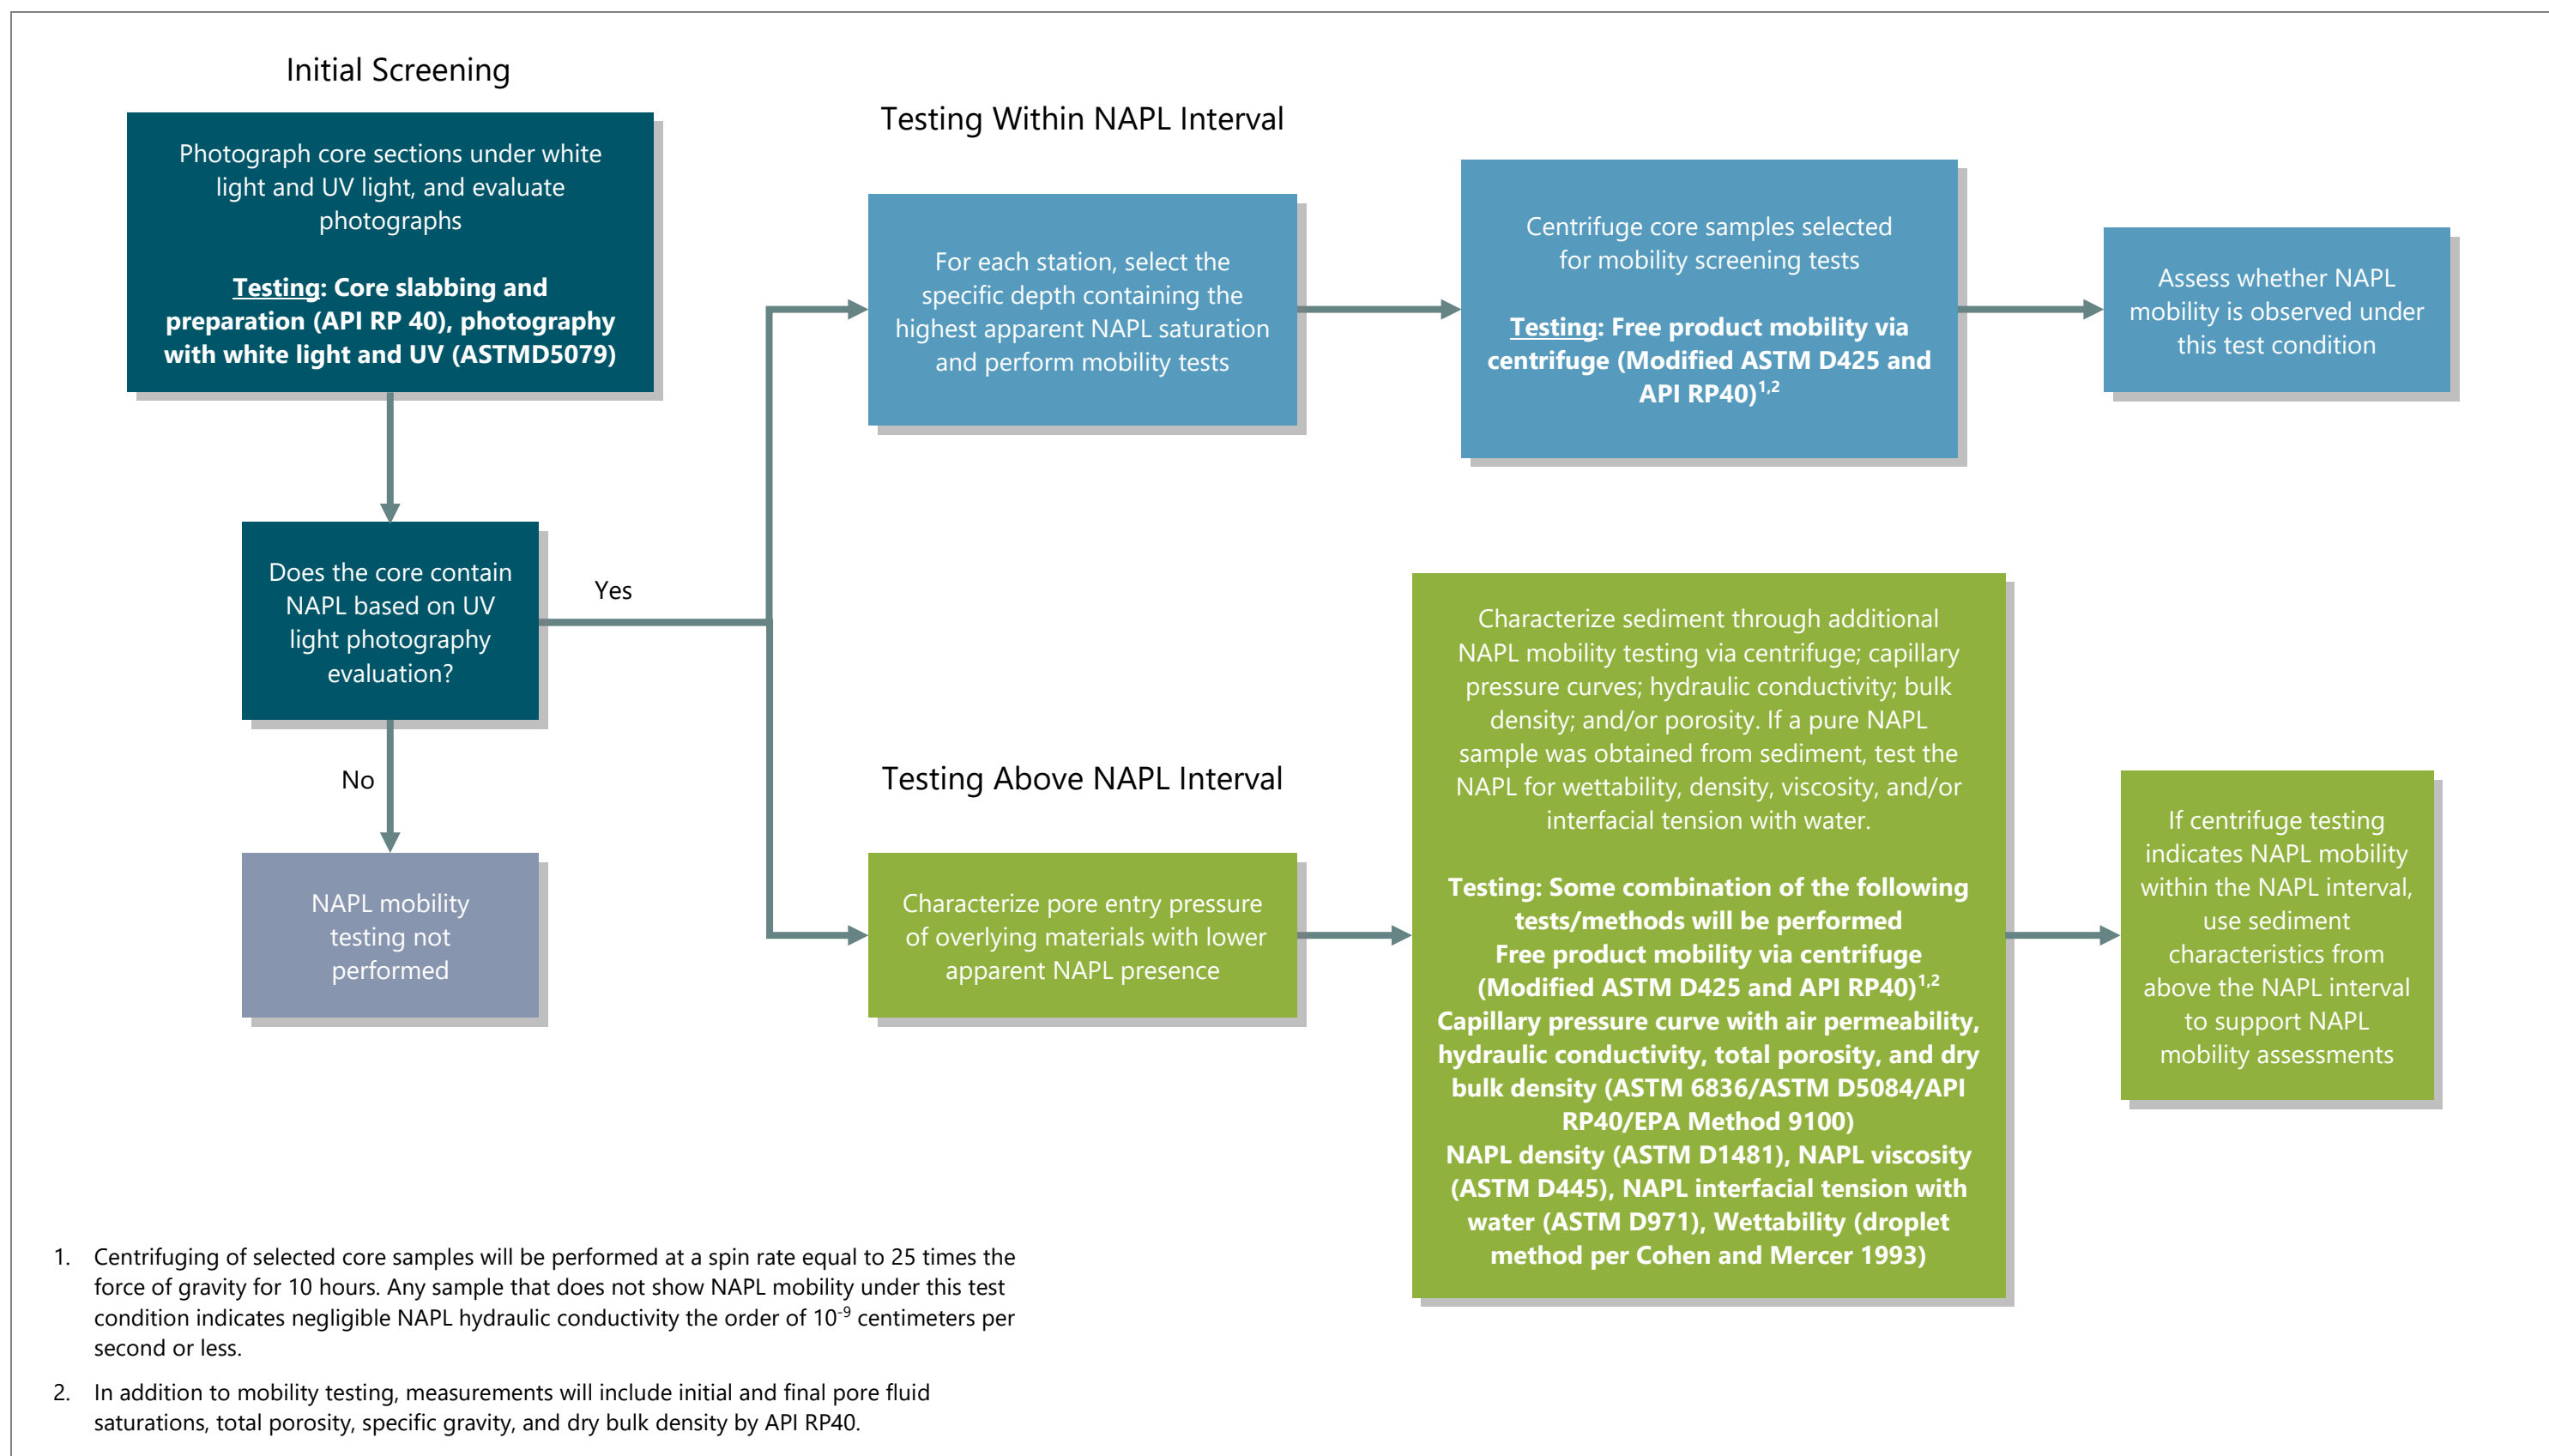 Initial Screening
Photograph core sections under white
light and UV light, and evaluate
photographs
Testing: Core slabbing and
preparation (API RP 40), photography
with white light and UV (ASTMD5079)
Does the core contain
NAPL based on UV
light photography
evaluation?
Yes
No
NAPL mobility
testing not
performed
Testing Within NAPL Interval
For each station, select the
specific depth containing the
highest apparent NAPL saturation
and perform mobility tests
Centrifuge core samples selected
for mobility screening tests
Testing: Free product mobility via
centrifuge (Modified ASTM D425 and
API RP40)1,2
Assess whether NAPL
mobility is observed under
this test condition
Testing Above NAPL Interval
Characterize pore entry pressure
of overlying materials with lower
apparent NAPL presence
Characterize sediment through additional
NAPL mobility testing via centrifuge; capillary
pressure curves; hydraulic conductivity; bulk
density; and/or porosity. If a pure NAPL
sample was obtained from sediment, test the
NAPL for wettability, density, viscosity, and/or
interfacial tension with water.
Testing: Some combination of the following
tests/methods will be performed
Free product mobility via centrifuge
(Modified ASTM D425 and API RP40)1,2
Capillary pressure curve with air permeability,
hydraulic conductivity, total porosity, and dry
bulk density (ASTM 6836/ASTM D5084/API
RP40/EPA Method 9100)
NAPL density (ASTM D1481), NAPL viscosity
(ASTM D445), NAPL interfacial tension with
water (ASTM D971), Wettability (droplet
method per Cohen and Mercer 1993)
If centrifuge testing
indicates NAPL mobility
within the NAPL interval,
use sediment
characteristics from
above the NAPL interval
to support NAPL
mobility assessments
1. Centrifuging of selected core samples will be performed at a spin rate equal to 25 times the
force of gravity for 10 hours. Any sample that does not show NAPL mobility under this test
condition indicates negligible NAPL hydraulic conductivity the order of 10-9 centimeters per
second or less.
2. In addition to mobility testing, measurements will include initial and final pore fluid
saturations, total porosity, specific gravity, and dry bulk density by API RP40.